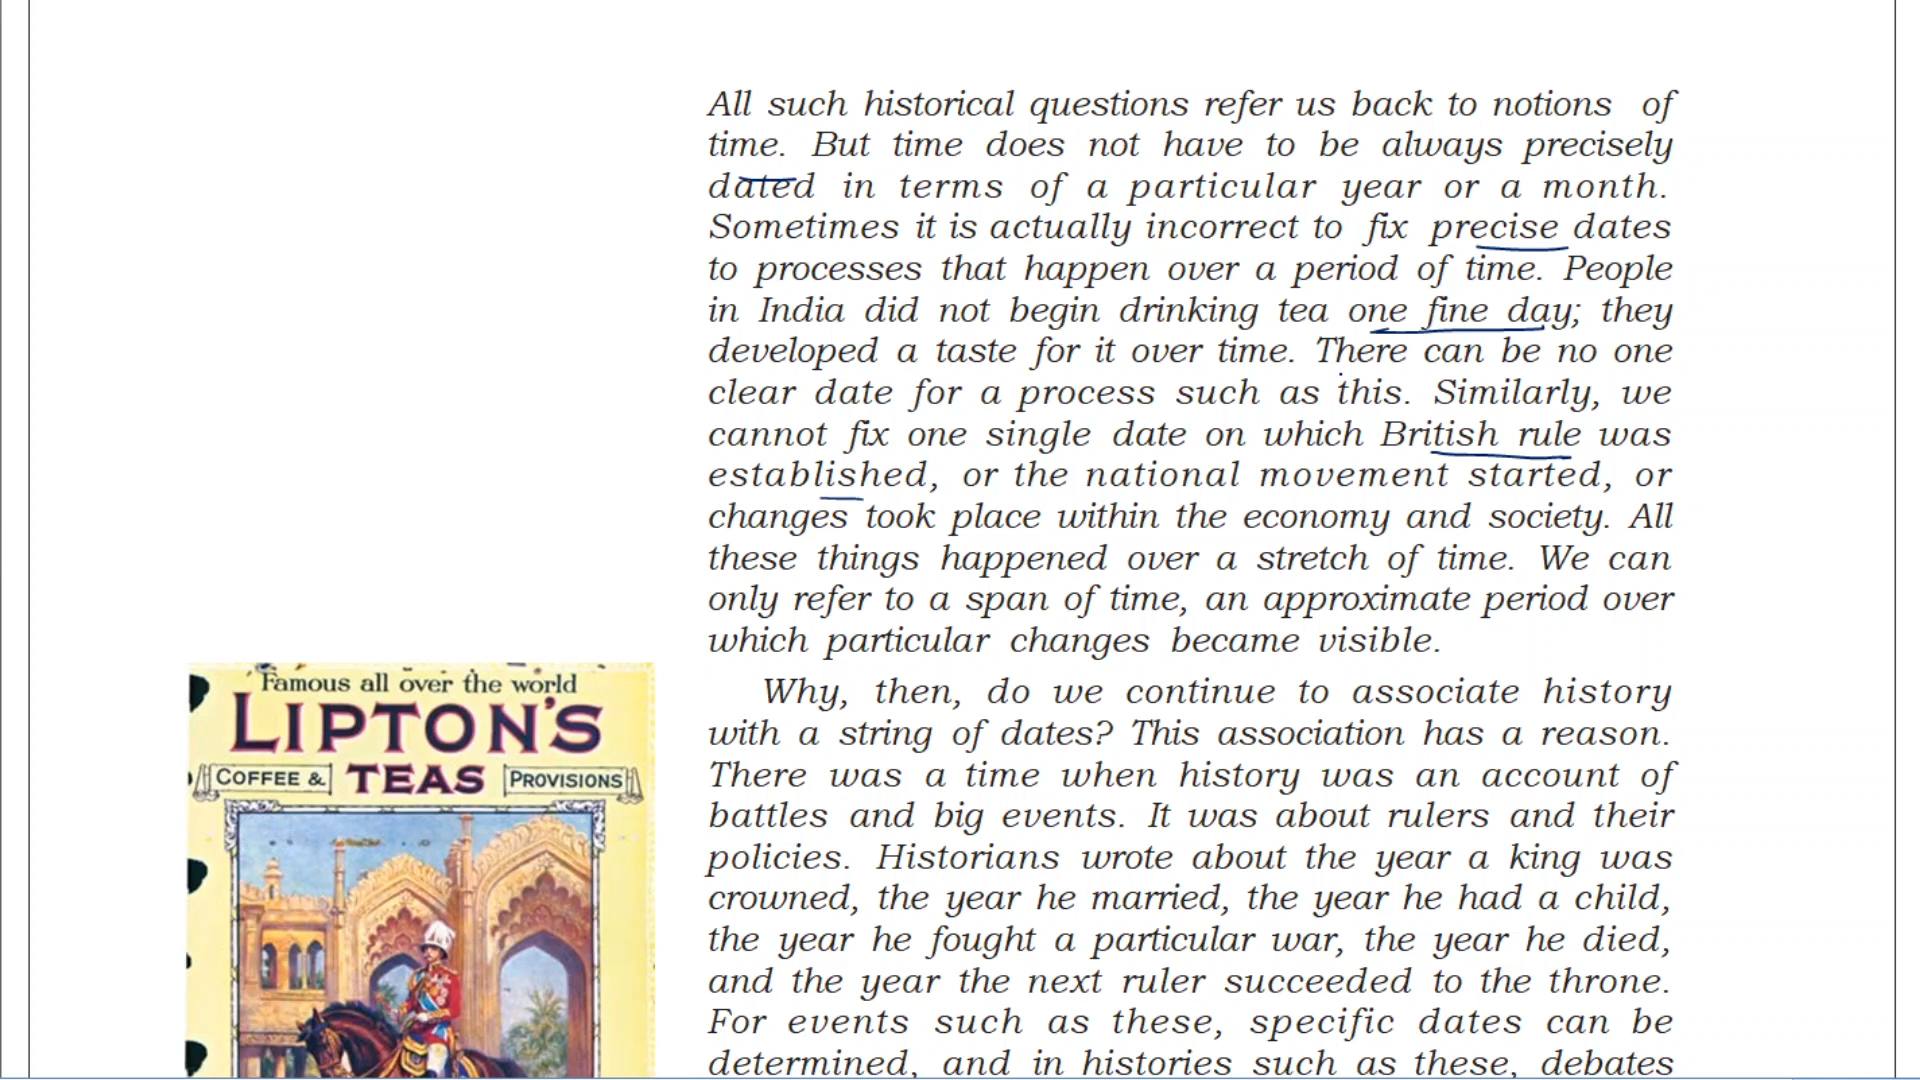 All such historical questions refer us back to notions of
time. But time does not have to be always precisely
dated in terms of a particular year or a month.
Sometimes it is actually incorrect to fix precise dates
to processes that happen over a period of time. People
in India did not begin drinking tea one fine day; they
developed a taste for it over time. There can be no one
clear date for a process such as this. Similarly, we
cannot fix one single date on which British rule was
established, or the national movement started, or
changes took place within the economy and society. All
these things happened over a stretch of time. We can
only refer to a span of time, an approximate period over
which particular changes became visible.
Why, then, do we continue to associate history
with a string of dates? This association has a reason.
There was a time when history was an account of
battles and big events. It was about rulers and their
policies. Historians wrote about the year a king was
crowned, the year he married, the year he had a child,
the year he fought a particular war, the year he died,
and the year the next ruler succeeded to the throne.
For events such as these, specific dates can be
determined, and in histories such as these, debates
Famous all over the world
LIPTON'S
COFFEE & TEAS PROVISIONS